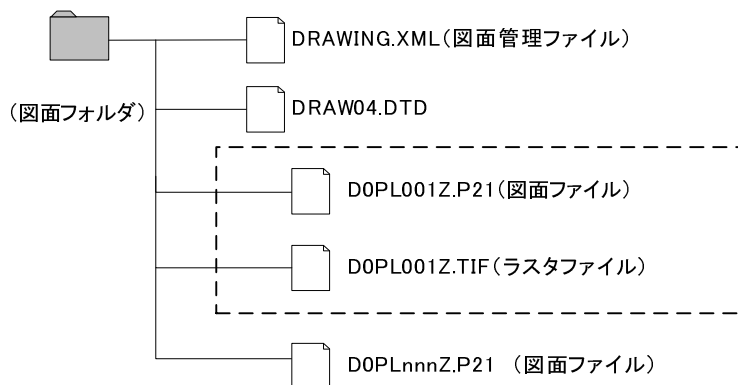 DRAWING.XML(図面管理ファイル)
(図面フォルダ)
DRAW04.DTD
D0PL001Z.P21(図面ファイル)
D0PL001Z.TIF(ラスタファイル)
D0PLnnnZ.P21 (図面ファイル)